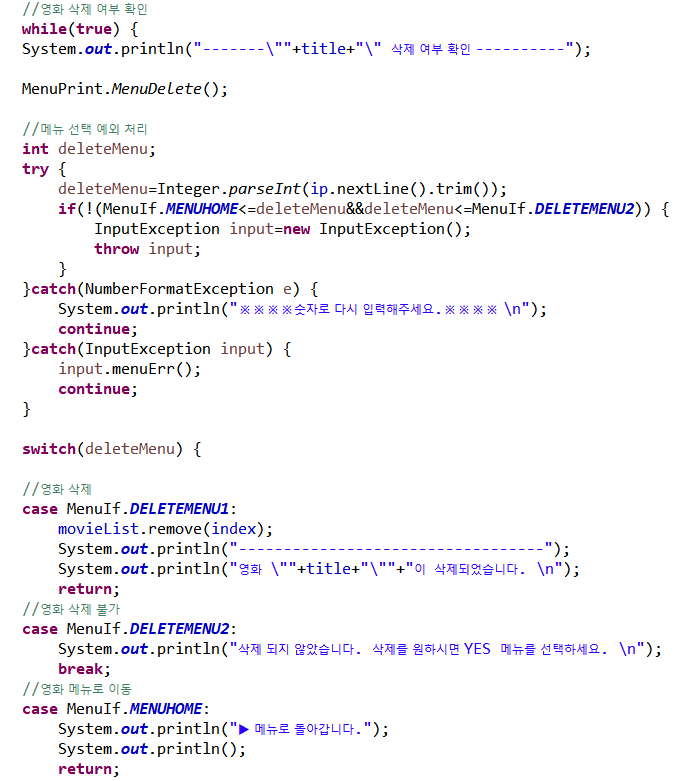 //영화 삭제 여부 확인
while(true) {
System.out.println("-------\""+title+"\" 삭제 여부 확인 ----------");
MenuPrint.MenuDelete();
//메뉴 선택 예외 처리
int deleteMenu;
try {
    deleteMenu=Integer.parseInt(ip.nextLine().trim());
    if(!(MenuIf.MENUHOME<=deleteMenu&&deleteMenu<=MenuIf.DELETEMENU2)) {
        InputException input=new InputException();
        throw input;
    }
}catch(NumberFormatException e) {
    System.out.println("※※※※숫자로 다시 입력해주세요.※※※※ \n");
    continue;
}catch(InputException input) {
    input.menuErr();
    continue;
}
switch(deleteMenu) {
//영화 삭제
case MenuIf.DELETEMENU1:
    movieList.remove(index);
    System.out.println("----------------------------------");
    System.out.println("영화 \""+title+"\""+"이 삭제되었습니다. \n");
    return;
//영화 삭제 불가
case MenuIf.DELETEMENU2:
    System.out.println("삭제 되지 않았습니다. 삭제를 원하시면 YES 메뉴를 선택하세요. \n");
    break;
//영화 메뉴로 이동
case MenuIf.MENUHOME:
    System.out.println("▶ 메뉴로 돌아갑니다.");
    System.out.println();
    return;